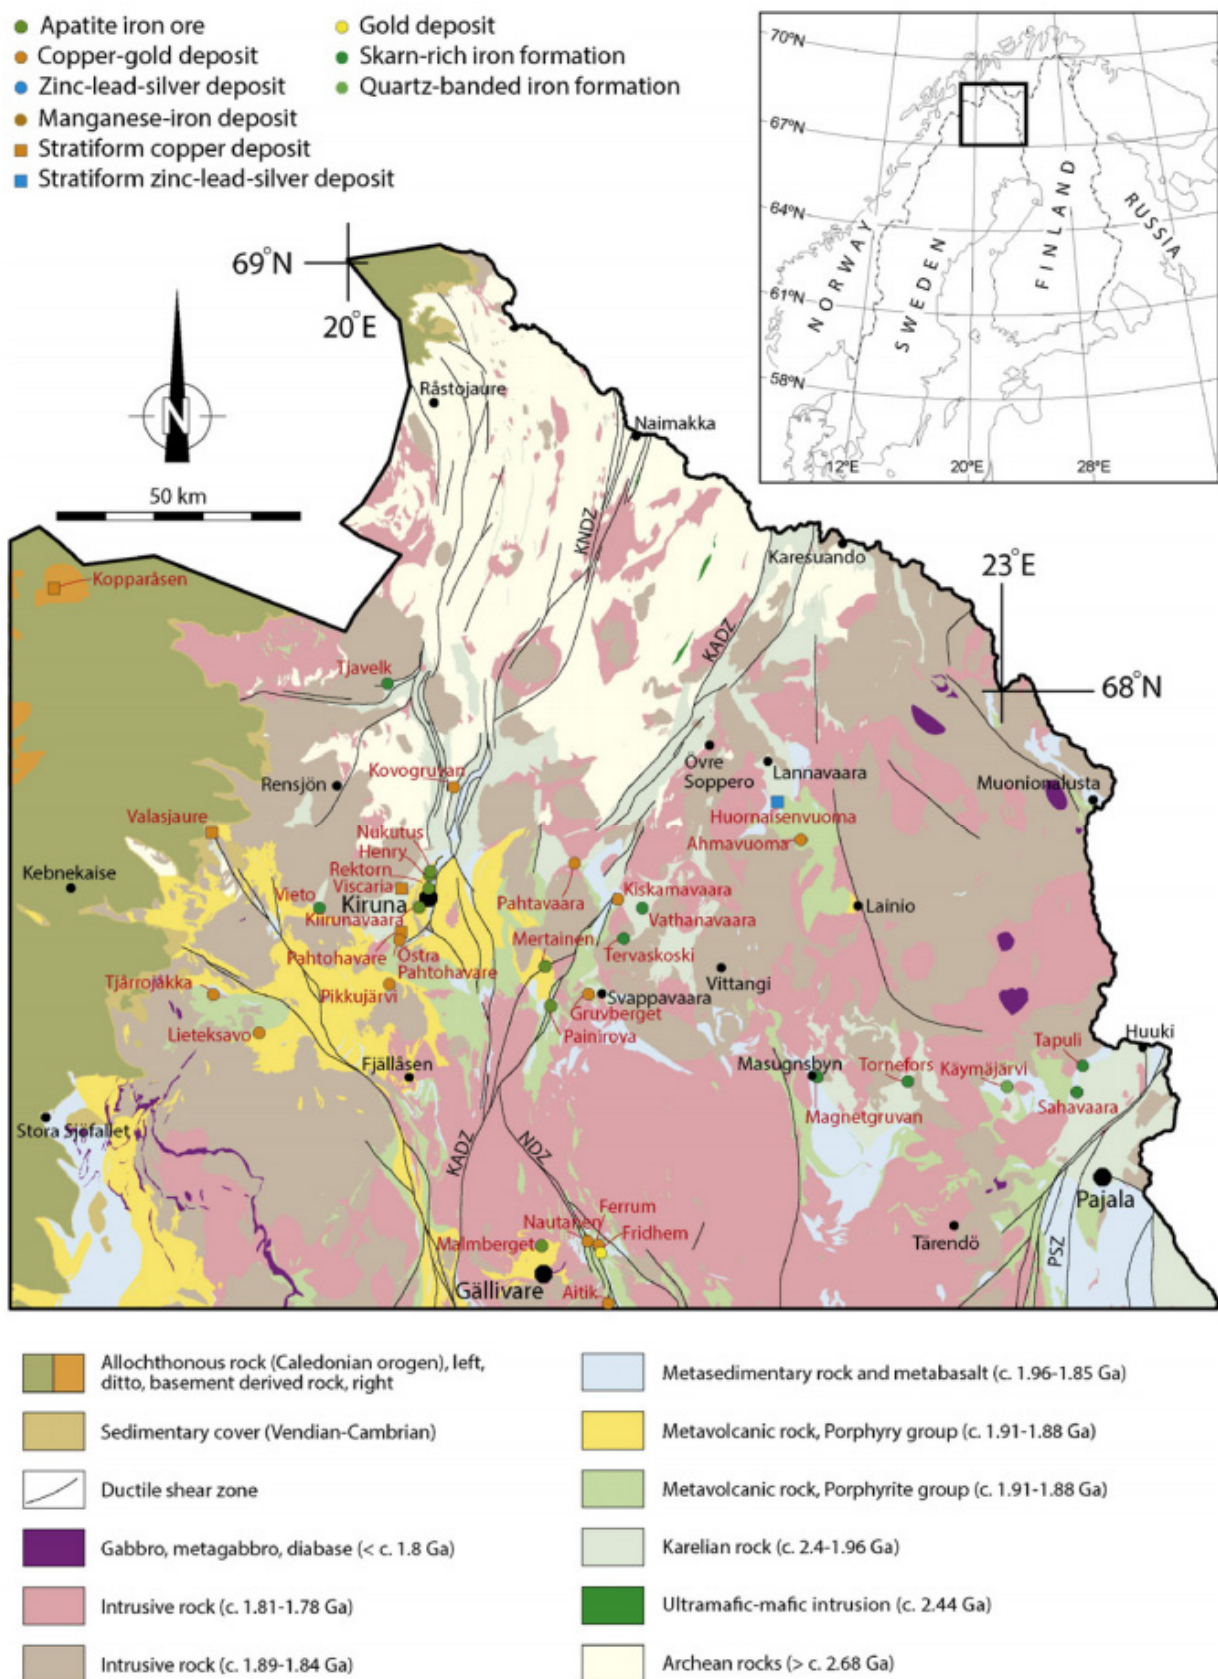 Apatite iron ore
Copper-gold deposit
Zinc-lead-silver deposit
Manganese-iron deposit
Stratiform copper deposit
Stratiform zinc-lead-silver deposit
Gold deposit
Skarn-rich iron formation
Quartz-banded iron formation
70°N
67°N
64°N
61°N
58°N
12°E
20°E
28°E
NORWAY
SWEDEN
FINLAND
RUSSIA
69°N
20°E
N
50 km
Råstojaure
Naimakka
KNDZ
Karesuando
23°E
Kopparåsen
KADZ
68°N
Tjavelk
Övre
Soppero
Lannavaara
Rensjön
Kovogruvan
Muonionalusta
Huornaisenvuoma
Valasjaure
Nukutus
Henry
Ahmavuoma
Rektorn
Kebnekaise
Viscaria
Vieto
Kiruna
Pahtavaara
Kiskamavaara
Lainio
Kiirunavaara
Vathanavaara
Mertainen
Pahtohavare
Östra
Pahtohavare
Tervaskoski
Tjårrojåkka
Pikkujärvi
Vittangi
Svappavaara
Gruvberget
Lieteksavo
Painirova
Huuki
Tapuli
Fjällåsen
Masugnsbyn
Tornefors
Käymäjärvi
Sahavaara
Magnetgruvan
Stora Sjöfallet
KADZ
NDZ
Pajala
Ferrum
Nautanen
Fridhem
Malmberget
Tärendö
PSZ
Gällivare
Aitik
Allochthonous rock (Caledonian orogen), left,
ditto, basement derived rock, right
Sedimentary cover (Vendian-Cambrian)
Ductile shear zone
Gabbro, metagabbro, diabase (< c. 1.8 Ga)
Intrusive rock (c. 1.81-1.78 Ga)
Intrusive rock (c. 1.89-1.84 Ga)
Metasedimentary rock and metabasalt (c. 1.96-1.85 Ga)
Metavolcanic rock, Porphyry group (c. 1.91-1.88 Ga)
Metavolcanic rock, Porphyrite group (c. 1.91-1.88 Ga)
Karelian rock (c. 2.4-1.96 Ga)
Ultramafic-mafic intrusion (c. 2.44 Ga)
Archean rocks (> c. 2.68 Ga)